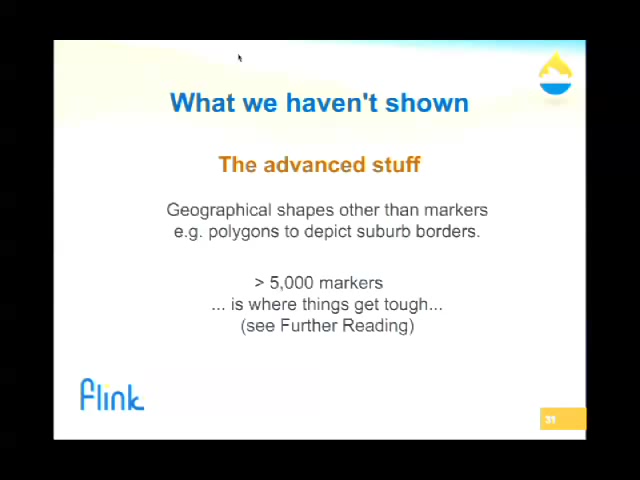 What we haven't shown
The advanced stuff
Geographical shapes other than markers
e.g. polygons to depict suburb borders.
> 5,000 markers
... is where things get tough...
(see Further Reading)
flink
31